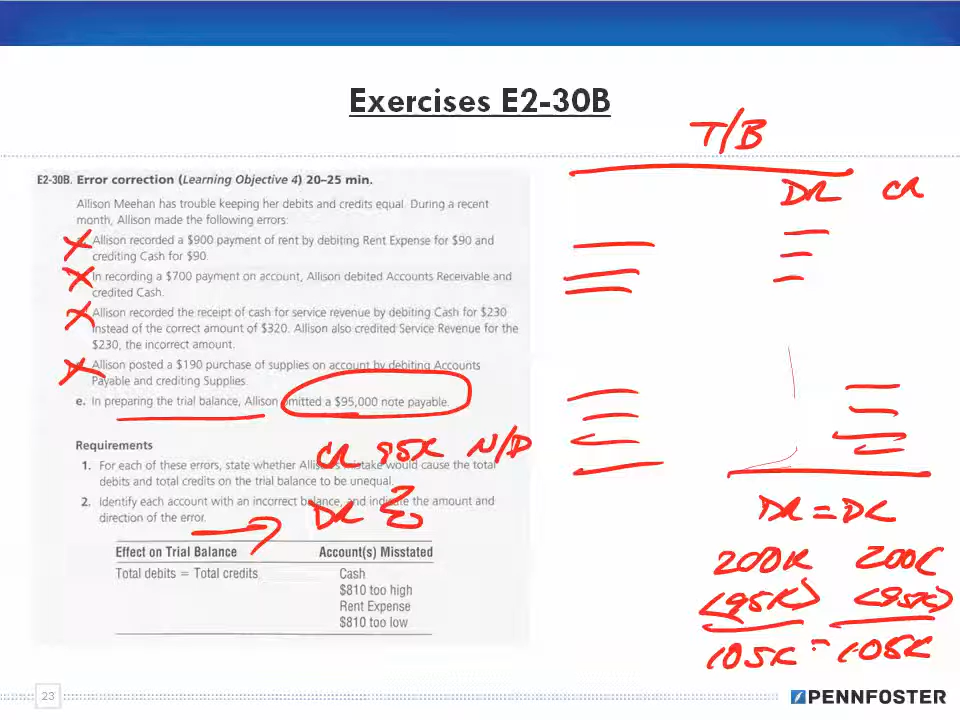 Exercises E2-30B
T/B
DR CR
E2-30B. Error correction (Learning Objective 4) 20–25 min.
Allison Meehan has trouble keeping her debits and credits equal. During a recent
month, Allison made the following errors:
Allison recorded a $900 payment of rent by debiting Rent Expense for $90 and
crediting Cash for $90.
In recording a $700 payment on account, Allison debited Accounts Receivable and
credited Cash.
Allison recorded the receipt of cash for service revenue by debiting Cash for $230
instead of the correct amount of $320. Allison also credited Service Revenue for the
$230, the incorrect amount.
Allison posted a $190 purchase of supplies on account by debiting Accounts
Payable and crediting Supplies.
e. In preparing the trial balance, Allison omitted a $95,000 note payable.
Requirements
CR 95K N/P
1. For each of these errors, state whether Allison's mistake would cause the total
debits and total credits on the trial balance to be unequal.
2. Identify each account with an incorrect balance, and indicate the amount and
direction of the error.
DR
DR = DR
Effect on Trial Balance Account(s) Misstated
Total debits = Total credits Cash
$810 too high
Rent Expense
$810 too low
200K 200K
(95K) (95K)
105K = 105K
23
PENNFOSTER